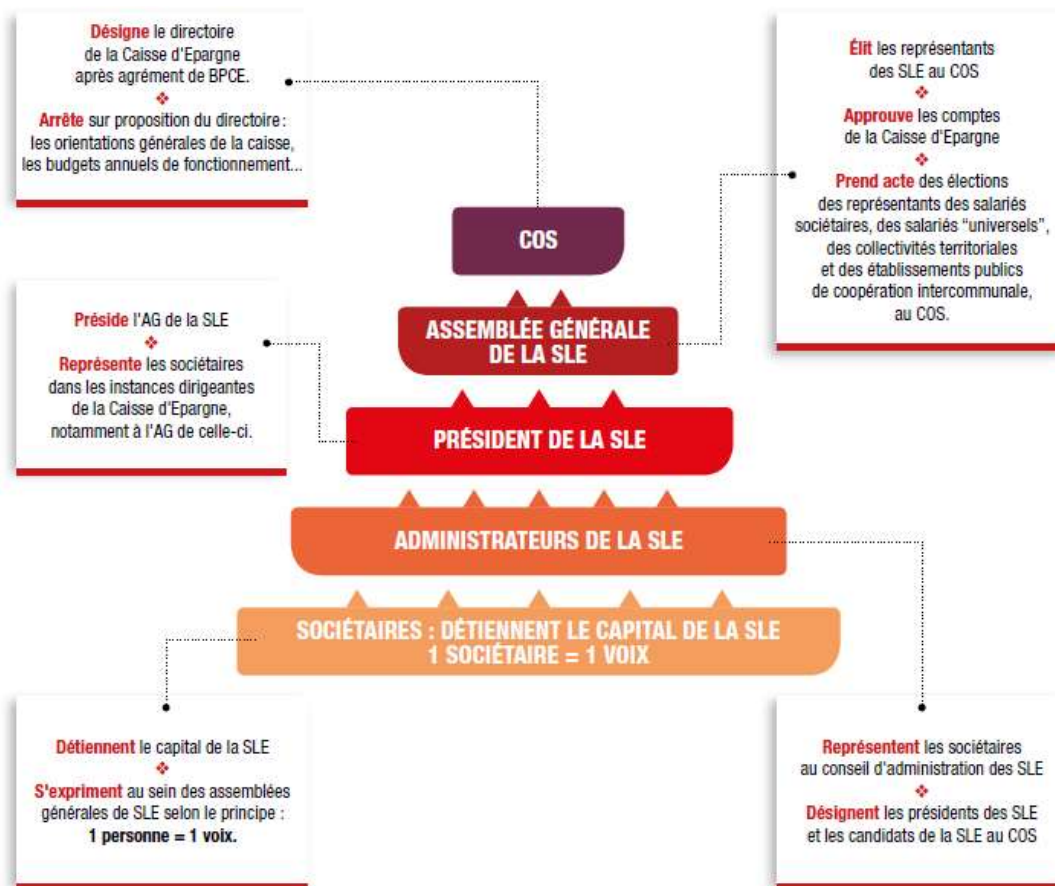 Désigne le directoire
de la Caisse d'Epargne
après agrément de BPCE.
Arrête sur proposition du directoire :
les orientations générales de la caisse,
les budgets annuels de fonctionnement...
Élit les représentants
des SLE au COS
Approuve les comptes
de la Caisse d'Epargne
Prend acte des élections
des représentants des salariés
sociétaires, des salariés "universels",
des collectivités territoriales
et des établissements publics
de coopération intercommunale,
au COS.
COS
ASSEMBLÉE GÉNÉRALE
DE LA SLE
Préside l'AG de la SLE
Représente les sociétaires
dans les instances dirigeantes
de la Caisse d'Epargne,
notamment à l'AG de celle-ci.
PRÉSIDENT DE LA SLE
ADMINISTRATEURS DE LA SLE
SOCIÉTAIRES : DÉTIENNENT LE CAPITAL DE LA SLE
1 SOCIÉTAIRE = 1 VOIX
Détiennent le capital de la SLE
S'expriment au sein des assemblées
générales de SLE selon le principe :
1 personne = 1 voix.
Représentent les sociétaires
au conseil d'administration des SLE
Désignent les présidents des SLE
et les candidats de la SLE au COS